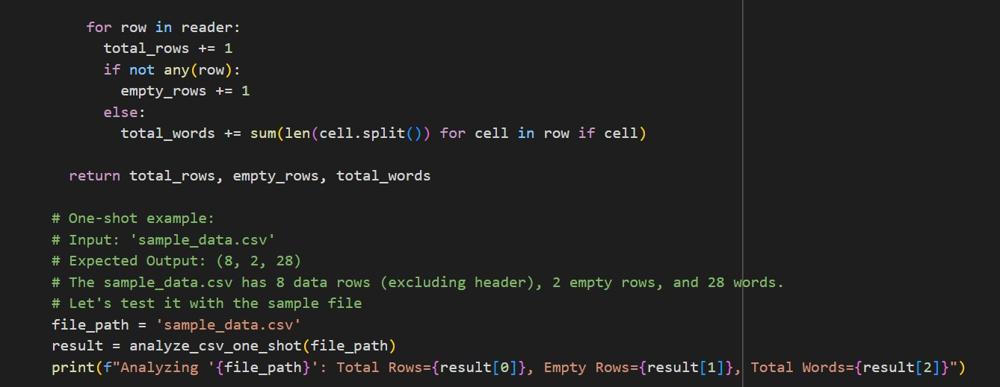 for row in reader:
total_rows += 1
if not any(row):
empty_rows += 1
else:
total_words += sum(len(cell.split()) for cell in row if cell)
return total_rows, empty_rows, total_words
# One-shot example:
# Input: 'sample_data.csv'
# Expected Output: (8, 2, 28)
# The sample_data.csv has 8 data rows (excluding header), 2 empty rows, and 28 words.
# Let's test it with the sample file
file_path = 'sample_data.csv'
result = analyze_csv_one_shot(file_path)
print(f"Analyzing '{file_path}': Total Rows={result[0]}, Empty Rows={result[1]}, Total Words={result[2]}")